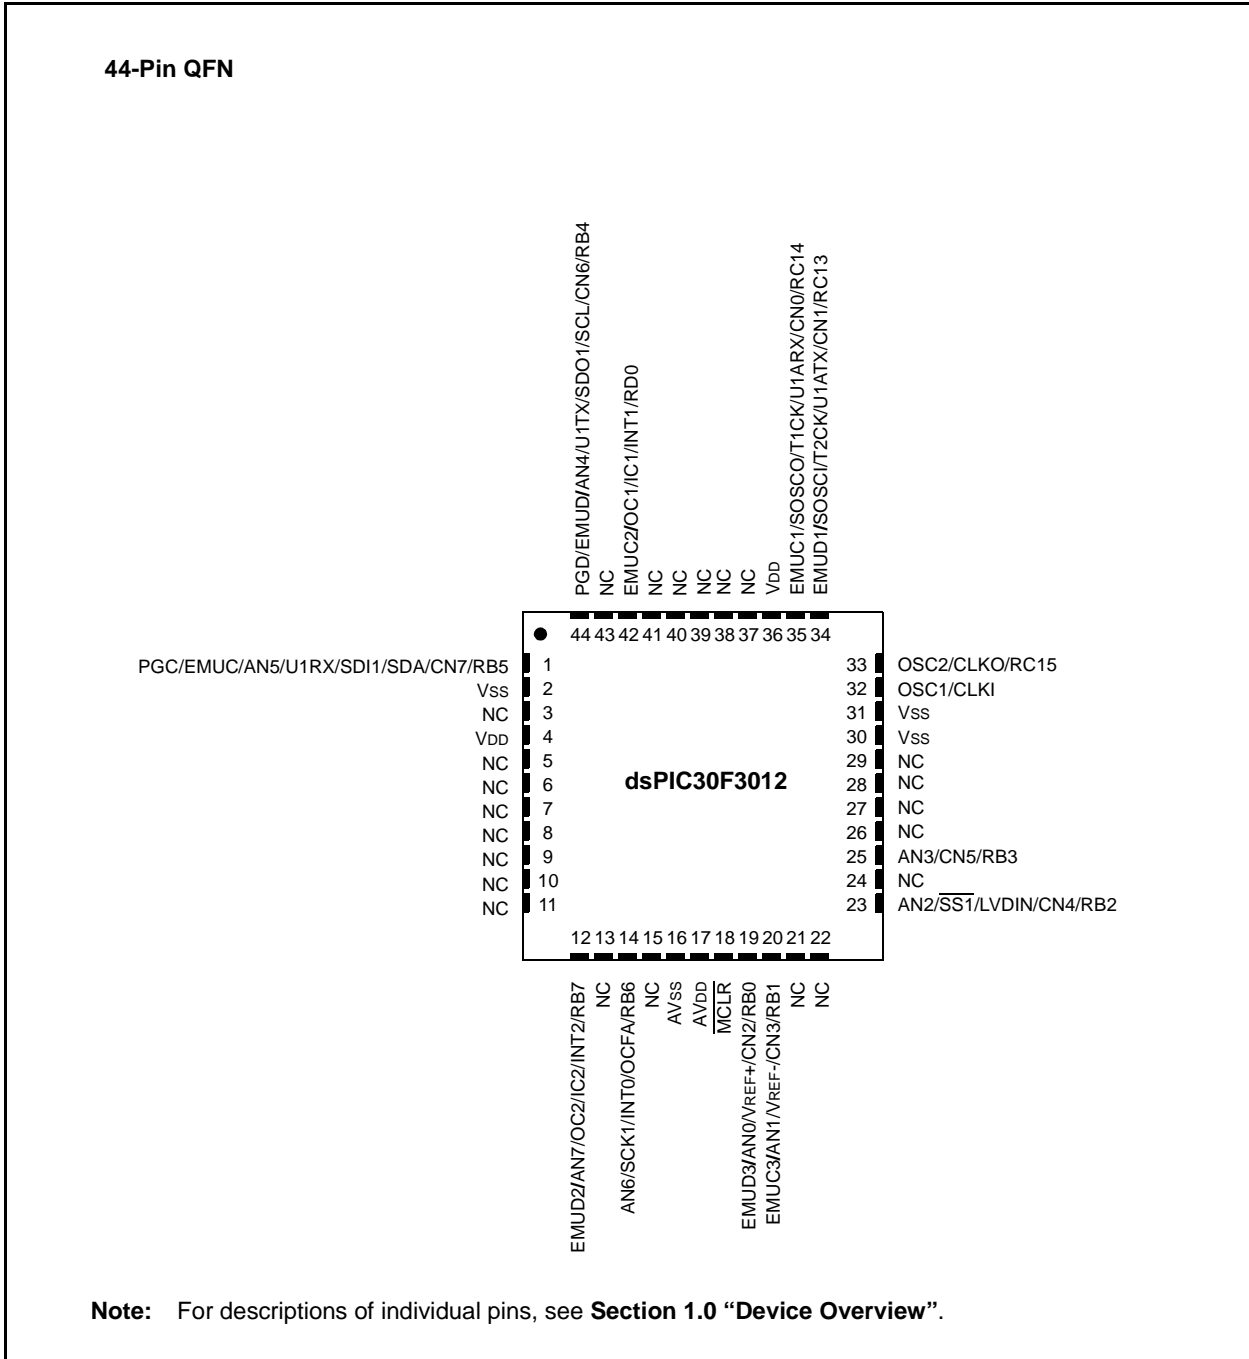 44-Pin QFN
PGD/EMUD/AN4/U1TX/SDO1/SCL/CN6/RB4
NC
EMUC2/OC1/IC1/INT1/RD0
NC
NC
NC
NC
NC
VDD
EMUC1/SOSCO/T1CK/U1ARX/CN0/RC14
EMUD1/SOSCI/T2CK/U1ATX/CN1/RC13
44 43 42 41 40 39 38 37 36 35 34
PGC/EMUC/AN5/U1RX/SDI1/SDA/CN7/RB5 1
VSS 2
NC 3
VDD 4
NC 5
NC 6
NC 7
NC 8
NC 9
NC 10
NC 11
dsPIC30F3012
33 OSC2/CLKO/RC15
32 OSC1/CLKI
31 VSS
30 VSS
29 NC
28 NC
27 NC
26 NC
25 AN3/CN5/RB3
24 NC
23 AN2/SS1/LVDIN/CN4/RB2
12 13 14 15 16 17 18 19 20 21 22
EMUD2/AN7/OC2/IC2/INT2/RB7
NC
AN6/SCK1/INT0/OCFA/RB6
NC
AVSS
AVDD
MCLR
EMUD3/AN0/VREF+/CN2/RB0
EMUC3/AN1/VREF-/CN3/RB1
NC
NC
Note: For descriptions of individual pins, see Section 1.0 “Device Overview”.